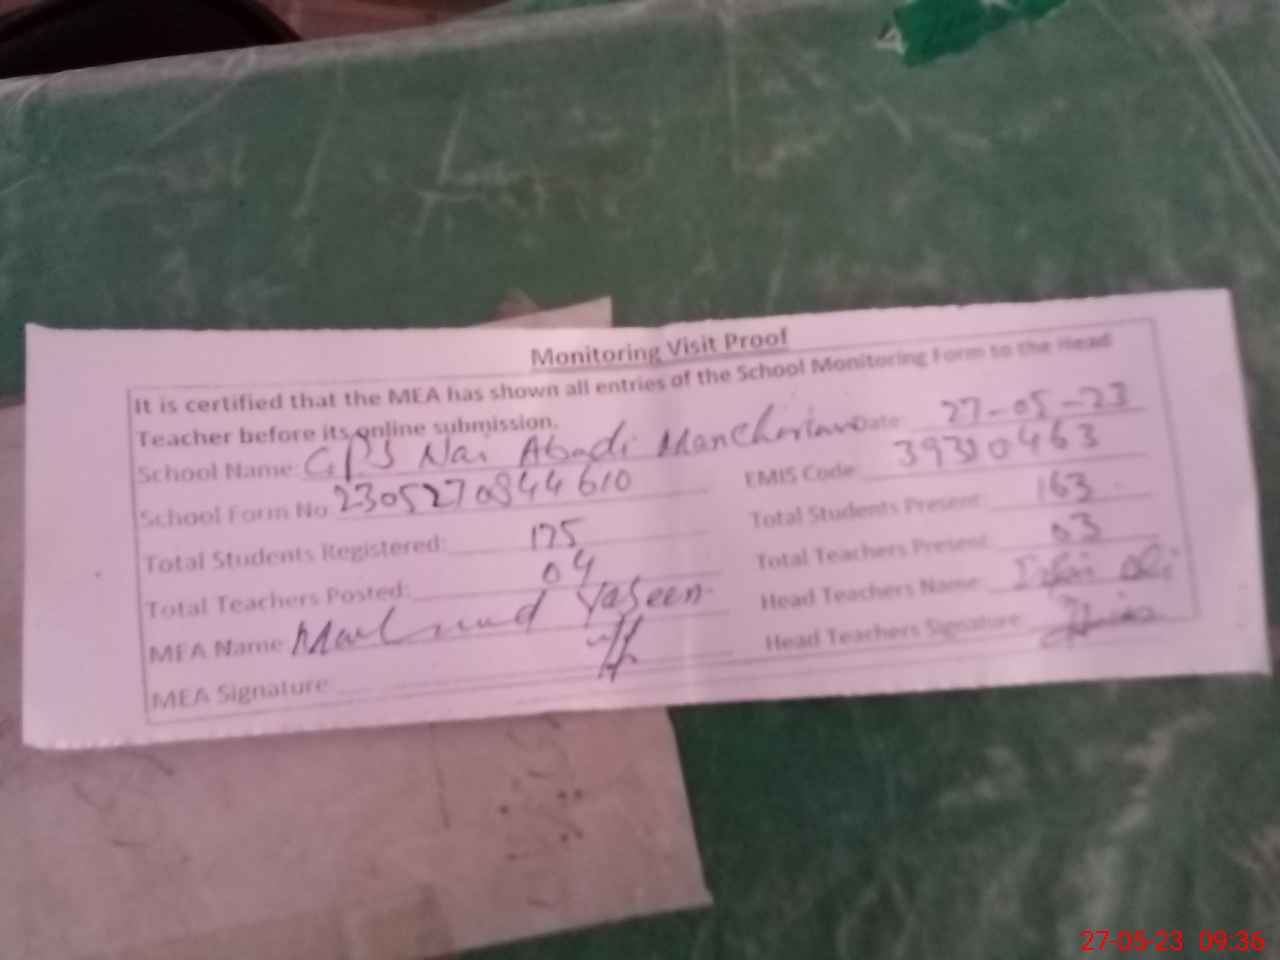 Monitoring Visit Proof
It is certified that the MEA has shown all entries of the School Monitoring Form to the Head
Teacher before its online submission.
School Name: GPS Nai Abadi Mancharian Date: 27-05-23
School Form No 2305270844610 EMIS Code: 39310463
Total Students Registered: 175 Total Students Present: 163
Total Teachers Posted: 04 Total Teachers Present: 03
MEA Name Yaseen Head Teachers Name: Ali
MEA Signature: Head Teachers Signature:
27-05-23 09:36